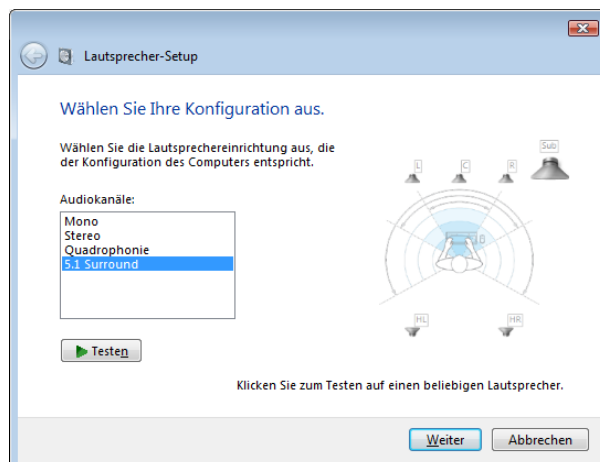 Lautsprecher-Setup
Wählen Sie Ihre Konfiguration aus.
Wählen Sie die Lautsprechereinrichtung aus, die
der Konfiguration des Computers entspricht.
Audiokanäle:
Mono
Stereo
Quadrophonie
5.1 Surround
L
C
R
Sub
HL
HR
Testen
Klicken Sie zum Testen auf einen beliebigen Lautsprecher.
Weiter
Abbrechen